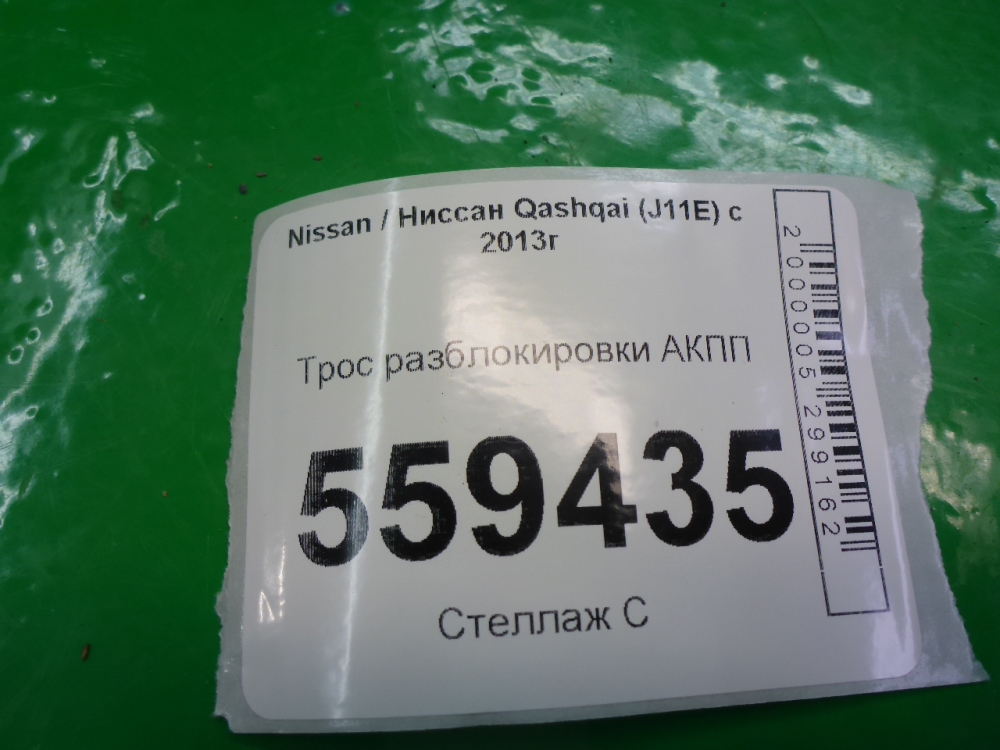 Nissan / Ниссан Qashqai (J11E) с
2013г
Трос разблокировки АКПП
559435
Стеллаж С
2000005299162